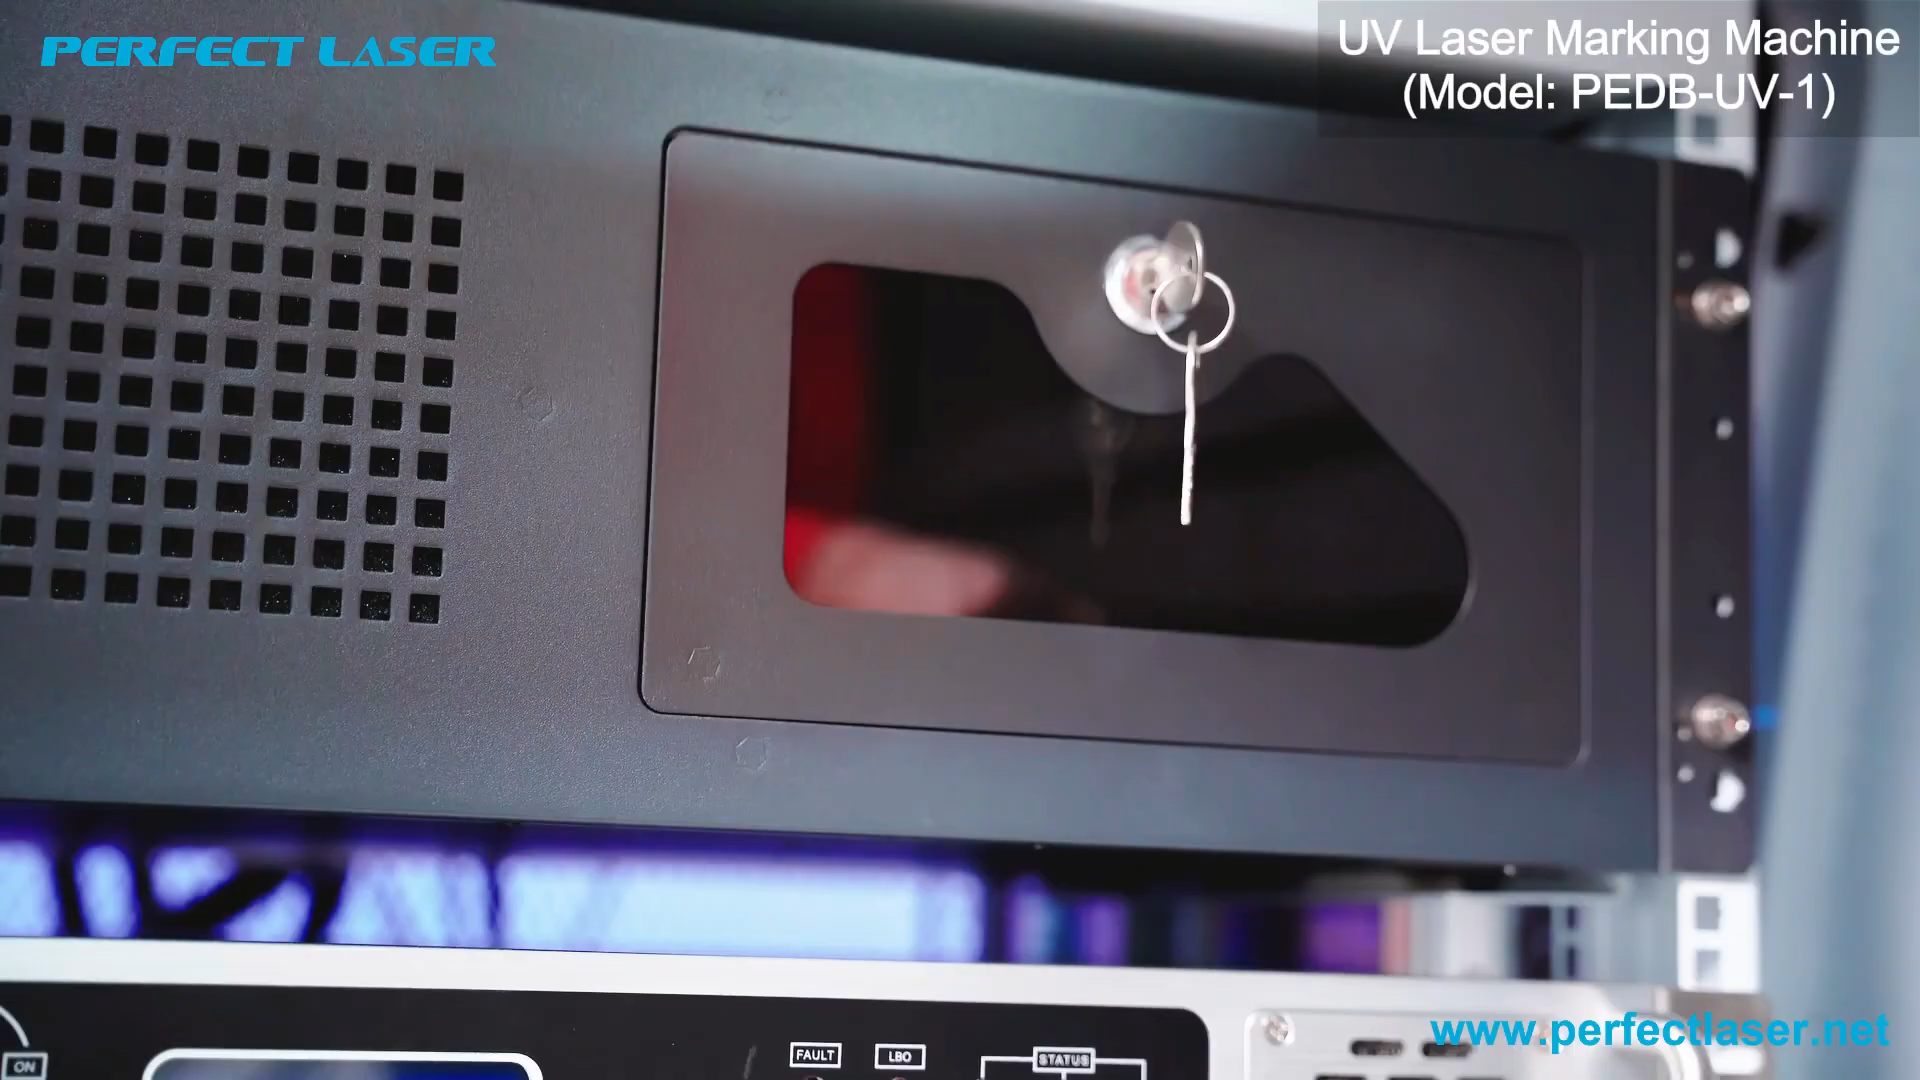 PERFECT LASER
UV Laser Marking Machine
(Model: PEDB-UV-1)
ON
FAULT
LBO
STATUS
www.perfectlaser.net